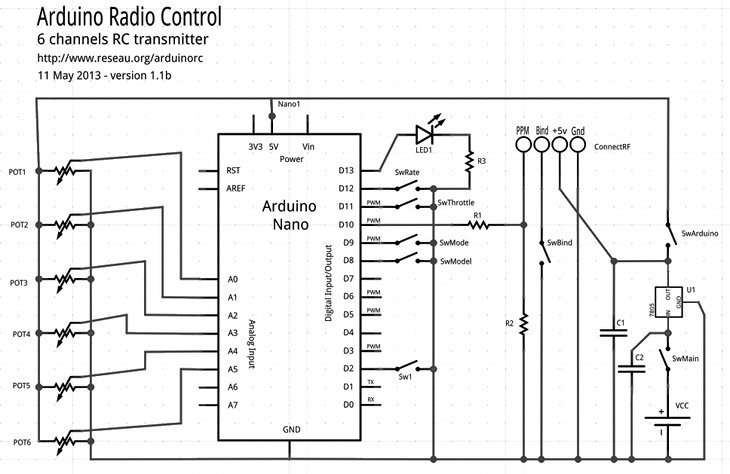 Arduino Radio Control
6 channels RC transmitter
http://www.reseau.org/arduinorc
11 May 2013 - version 1.1b
Nano1
3V3 5V Vin
Power
LED1
R3
PPM Bind +5v Gnd
ConnectRF
POT1
RST
D13
SwRate
AREF
D12
Arduino
Nano
PWM
D11
SwThrottle
POT2
PWM
D10
R1
SwArduino
PWM
D9
SwMode
SwBind
D8
SwModel
POT3
A0
D7
A1
PWM
D6
A2
PWM
D5
POT4
A3
D4
A4
PWM
D3
POT5
A5
D2
Sw1
A6
TX
D1
A7
RX
D0
Analog Input
Digital Input/Output
OUT
GND
IN
7805
U1
R2
C1
C2
SwMain
+
VCC
POT6
GND